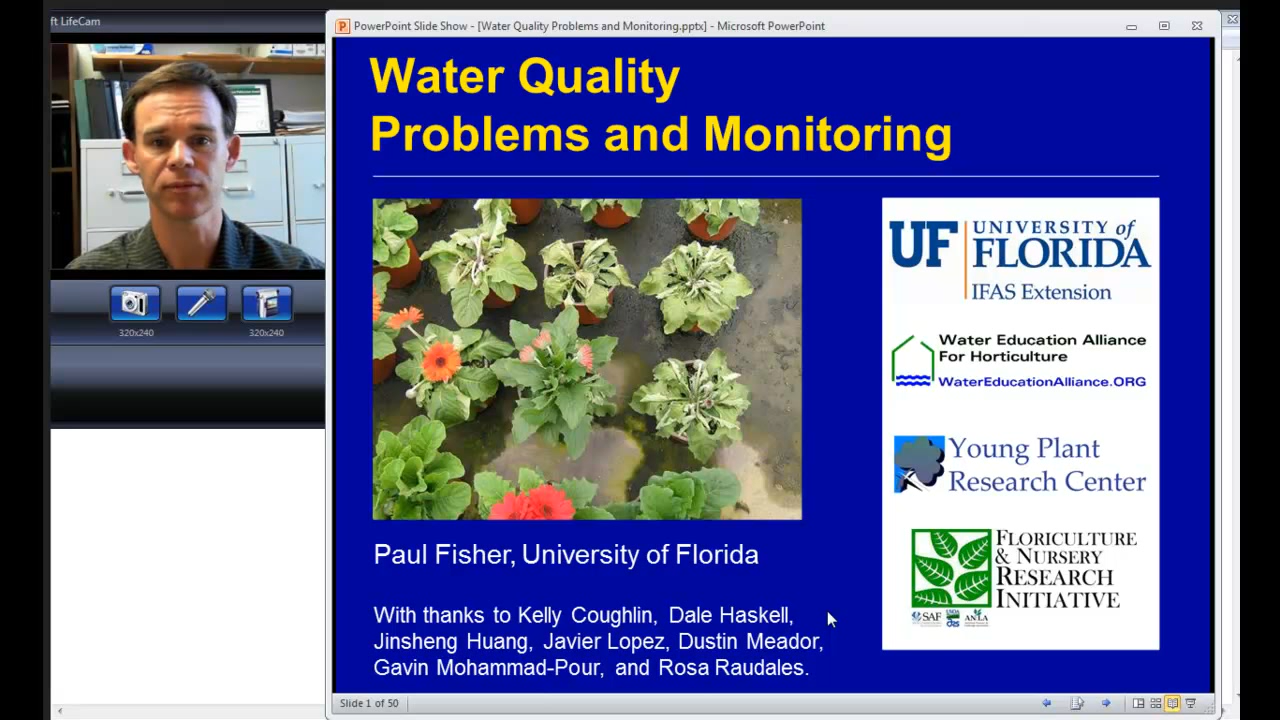 ft LifeCam
PowerPoint Slide Show - [Water Quality Problems and Monitoring.pptx] - Microsoft PowerPoint
Water Quality
Problems and Monitoring
UF UNIVERSITY of
FLORIDA
IFAS Extension
Water Education Alliance
For Horticulture
WaterEducationAlliance.ORG
Young Plant
Research Center
FLORICULTURE
& NURSERY
RESEARCH
INITIATIVE
SAF
USDA
ANLA
320x240
320x240
Paul Fisher, University of Florida
With thanks to Kelly Coughlin, Dale Haskell,
Jinsheng Huang, Javier Lopez, Dustin Meador,
Gavin Mohammad-Pour, and Rosa Raudales.
Slide 1 of 50